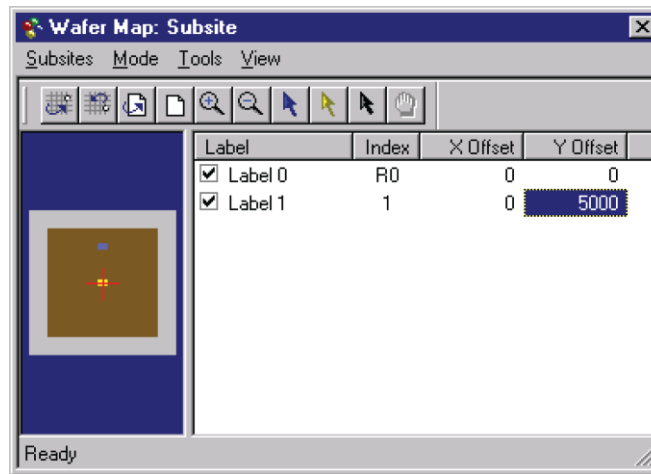 Wafer Map: Subsite
Subsites Mode Tools View
Label Index X Offset Y Offset
Label 0 R0 0 0
Label 1 1 0 5000
Ready